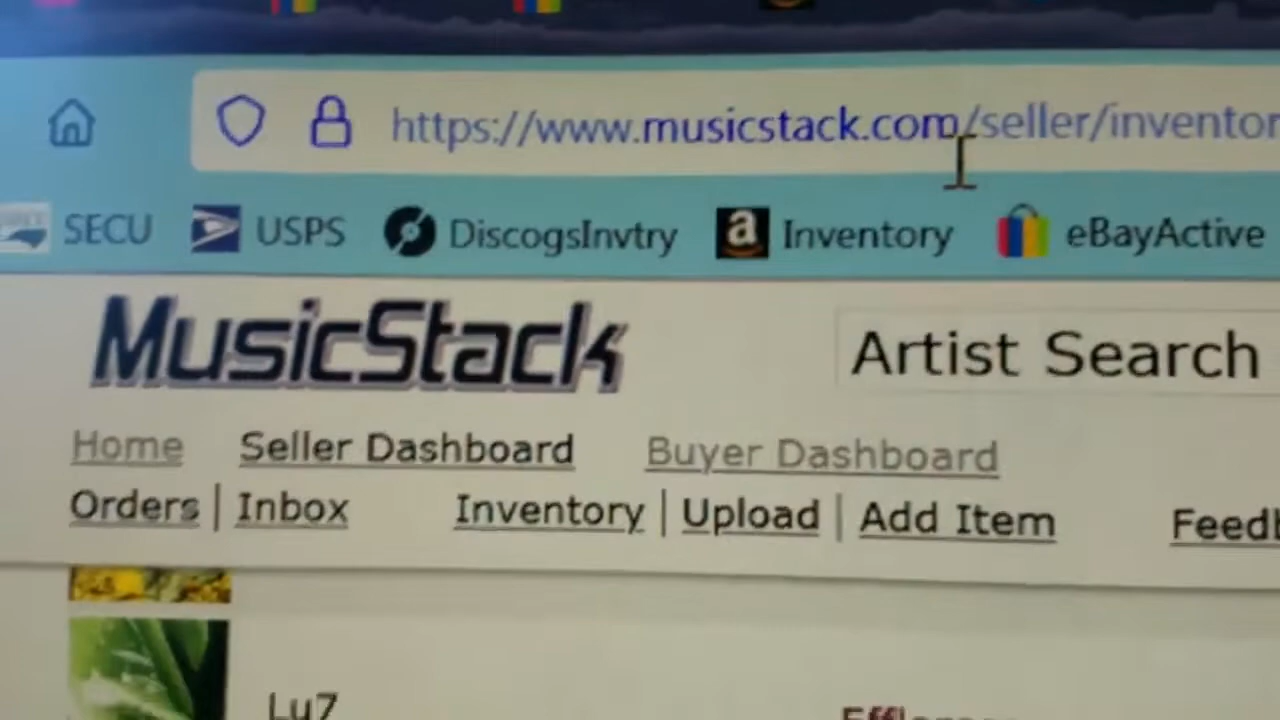 https://www.musicstack.com/seller/inventor
SECU USPS DiscogsInvtry a Inventory eBayActive
MusicStack
Artist Search
Home Seller Dashboard Buyer Dashboard
Orders | Inbox Inventory | Upload | Add Item Feedb
Lu7